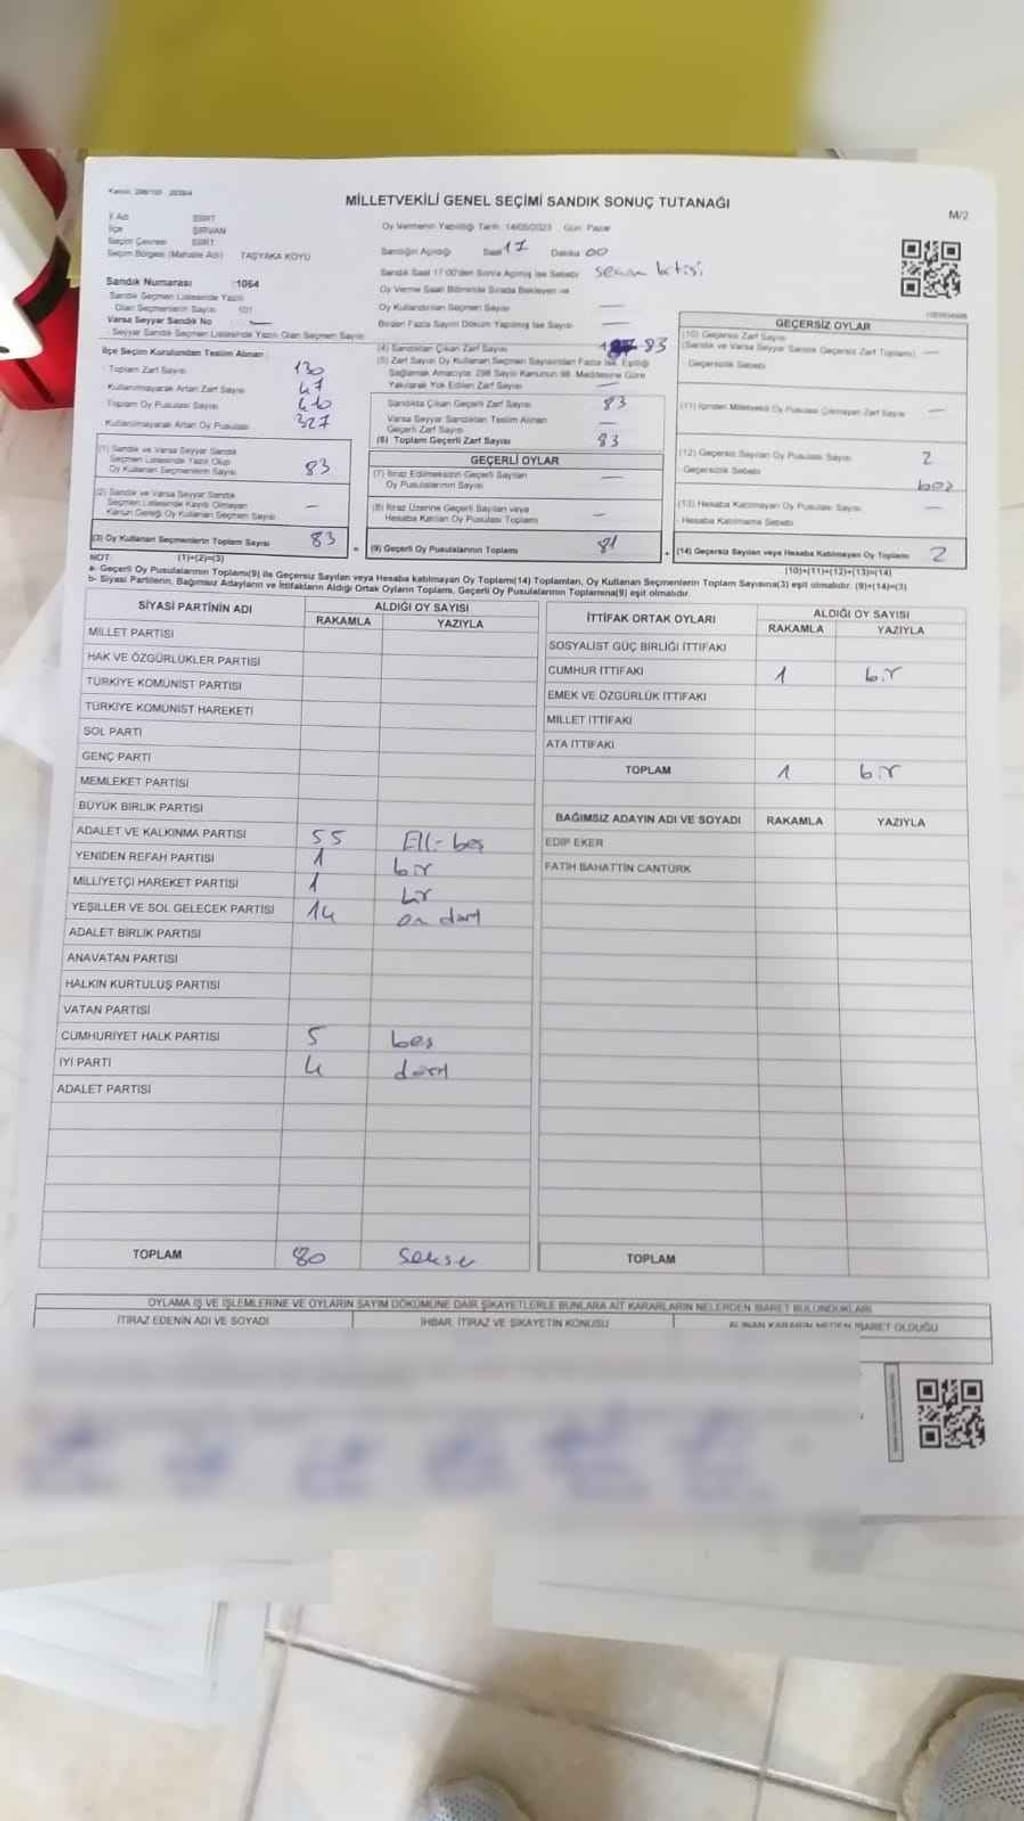 MİLLETVEKİLİ GENEL SEÇİMİ SANDIK SONUÇ TUTANAĞI
M/2
İl Adı SİİRT
İlçe ŞİRVAN
Seçim Çevresi SİİRT
Seçim Bölgesi (Mahalle Adı) TAŞYAKA KÖYÜ
Oy Vermenin Yapıldığı Tarih 14/05/2023 Gün Pazar
Sandığın Açıldığı Saat 17 Dakika 00
Sandık Saat 17:00'den Sonra Açılmış İse Sebebi
Sandık Numarası :1064
Sandık Seçmen Listesinde Yazılı
Olan Seçmenlerin Sayısı 101
Varsa Seyyar Sandık No —
Seyyar Sandık Seçmen Listesinde Yazılı Olan Seçmen Sayısı
Oy Verme Saati Bitiminde Sırada Bekleyen ve
Oy Kullandırılan Seçmen Sayısı —
Birden Fazla Sayım Döküm Yapılmış İse Sayısı —
İlçe Seçim Kurulundan Teslim Alınan
Toplam Zarf Sayısı 130
Kullanılmayarak Artan Zarf Sayısı 47
Toplam Oy Pusulası Sayısı 410
Kullanılmayarak Artan Oy Pusulası 327
(1) Sandık ve Varsa Seyyar Sandık
Seçmen Listesinde Yazılı Olup
Oy Kullanan Seçmenlerin Sayısı 83
(2) Sandık ve Varsa Seyyar Sandık
Seçmen Listesinde Kayıtlı Olmayan
Kanun Gereği Oy Kullanan Seçmen Sayısı —
(3) Oy Kullanan Seçmenlerin Toplam Sayısı 83
(1)+(2)=(3)
(4) Sandıktan Çıkan Zarf Sayısı 83
(5) Zarf Sayısı Oy Kullanan Seçmen Sayısından Fazla İse, Eşitliği
Sağlamak Amacıyla; 298 Sayılı Kanunun 98. Maddesine Göre
Yakılarak Yok Edilen Zarf Sayısı —
Sandıkta Çıkan Geçerli Zarf Sayısı 83
Varsa Seyyar Sandıktan Teslim Alınan
Geçerli Zarf Sayısı —
(6) Toplam Geçerli Zarf Sayısı 83
GEÇERLİ OYLAR
(7) İtiraz Edilmeksizin Geçerli Sayılan
Oy Pusulalarının Sayısı —
(8) İtiraz Üzerine Geçerli Sayılan veya
Hesaba Katılan Oy Pusulası Toplamı —
(9) Geçerli Oy Pusulalarının Toplamı 81
GEÇERSİZ OYLAR
(10) Geçersiz Zarf Sayısı
(Sandık ve Varsa Seyyar Sandık Geçersiz Zarf Toplamı) —
Geçersizlik Sebebi
(11) İçinden Milletvekili Oy Pusulası Çıkmayan Zarf Sayısı —
(12) Geçersiz Sayılan Oy Pusulası Sayısı 2
Geçersizlik Sebebi
(13) Hesaba Katılmayan Oy Pusulası Sayısı —
Hesaba Katılmama Sebebi
(14) Geçersiz Sayılan veya Hesaba Katılmayan Oy Toplamı 2
(10)+(11)+(12)+(13)=(14)
NOT:
a- Geçerli Oy Pusulalarının Toplamı(9) ile Geçersiz Sayılan veya Hesaba katılmayan Oy Toplamı(14) Toplamları, Oy Kullanan Seçmenlerin Toplam Sayısına(3) eşit olmalıdır. (9)+(14)=(3)
b- Siyasi Partilerin, Bağımsız Adayların ve İttifakların Aldığı Ortak Oyların Toplamı, Geçerli Oy Pusulalarının Toplamına(9) eşit olmalıdır.
SİYASİ PARTİNİN ADI ALDIĞI OY SAYISI
RAKAMLA YAZIYLA
MİLLET PARTİSİ
HAK VE ÖZGÜRLÜKLER PARTİSİ
TÜRKİYE KOMÜNİST PARTİSİ
TÜRKİYE KOMÜNİST HAREKETİ
SOL PARTİ
GENÇ PARTİ
MEMLEKET PARTİSİ
BÜYÜK BİRLİK PARTİSİ
ADALET VE KALKINMA PARTİSİ 55 Elli beş
YENİDEN REFAH PARTİSİ 1 bir
MİLLİYETÇİ HAREKET PARTİSİ 1 bir
YEŞİLLER VE SOL GELECEK PARTİSİ 14 on dört
ADALET BİRLİK PARTİSİ
ANAVATAN PARTİSİ
HALKIN KURTULUŞ PARTİSİ
VATAN PARTİSİ
CUMHURİYET HALK PARTİSİ 5 beş
İYİ PARTİ 4 dört
ADALET PARTİSİ
TOPLAM 80 Seksen
İTTİFAK ORTAK OYLARI ALDIĞI OY SAYISI
RAKAMLA YAZIYLA
SOSYALİST GÜÇ BİRLİĞİ İTTİFAKI
CUMHUR İTTİFAKI 1 bir
EMEK VE ÖZGÜRLÜK İTTİFAKI
MİLLET İTTİFAKI
ATA İTTİFAKI
TOPLAM 1 bir
BAĞIMSIZ ADAYIN ADI VE SOYADI RAKAMLA YAZIYLA
EDİP EKER
FATİH BAHATTİN CANTÜRK
TOPLAM
OYLAMA İŞ VE İŞLEMLERİNE VE OYLARIN SAYIM DÖKÜMÜNE DAİR ŞİKAYETLERLE BUNLARA AİT KARARLARIN NELERDEN İBARET BULUNDUKLARI
İTİRAZ EDENİN ADI VE SOYADI İHBAR, İTİRAZ VE ŞİKAYETİN KONUSU ALINAN KARARIN NEDEN İBARET OLDUĞU